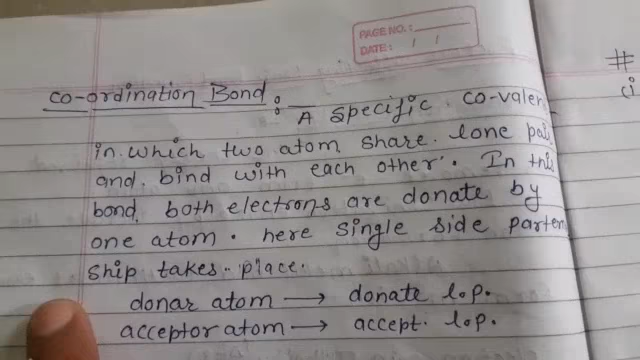 PAGE NO.:
DATE: / /
Co-ordination Bond :- A specific co-valen
in which two atom share lone pai
and bind with each other. In this
bond, both electrons are donate by
one atom. here single side parten
ship takes place.
donar atom → donate l.p.
acceptor atom → accept l.p.
#
(i